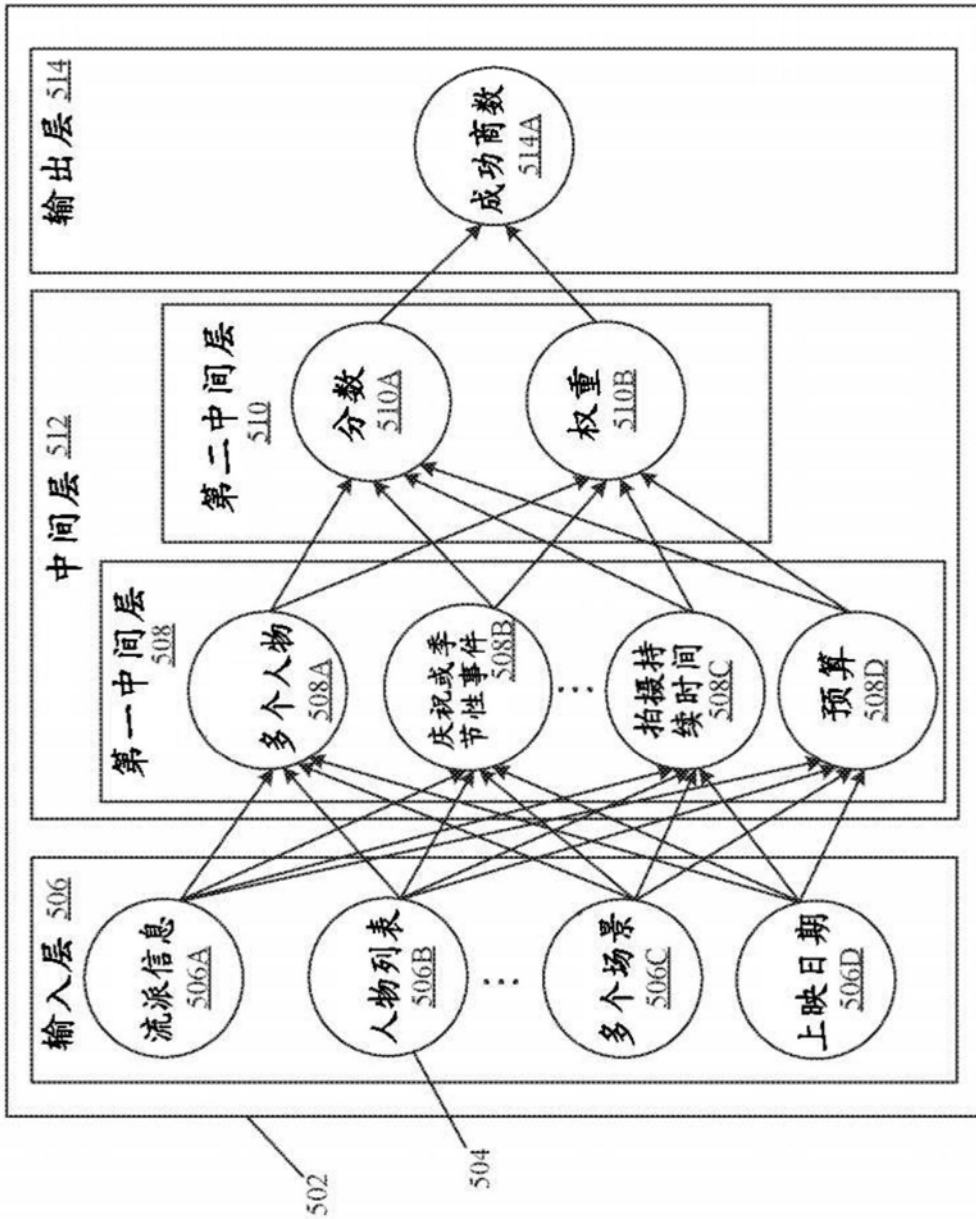 输入层 506
流派信息
506A
人物列表
506B
⋮
多个场景
506C
上映日期
506D
中间层 512
第一中间层
508
多个人物
508A
庆祝或季
节性事件
508B
⋮
拍摄持
续时间
508C
预算
508D
第二中间层
510
分数
510A
权重
510B
输出层 514
成功商数
514A
502
504